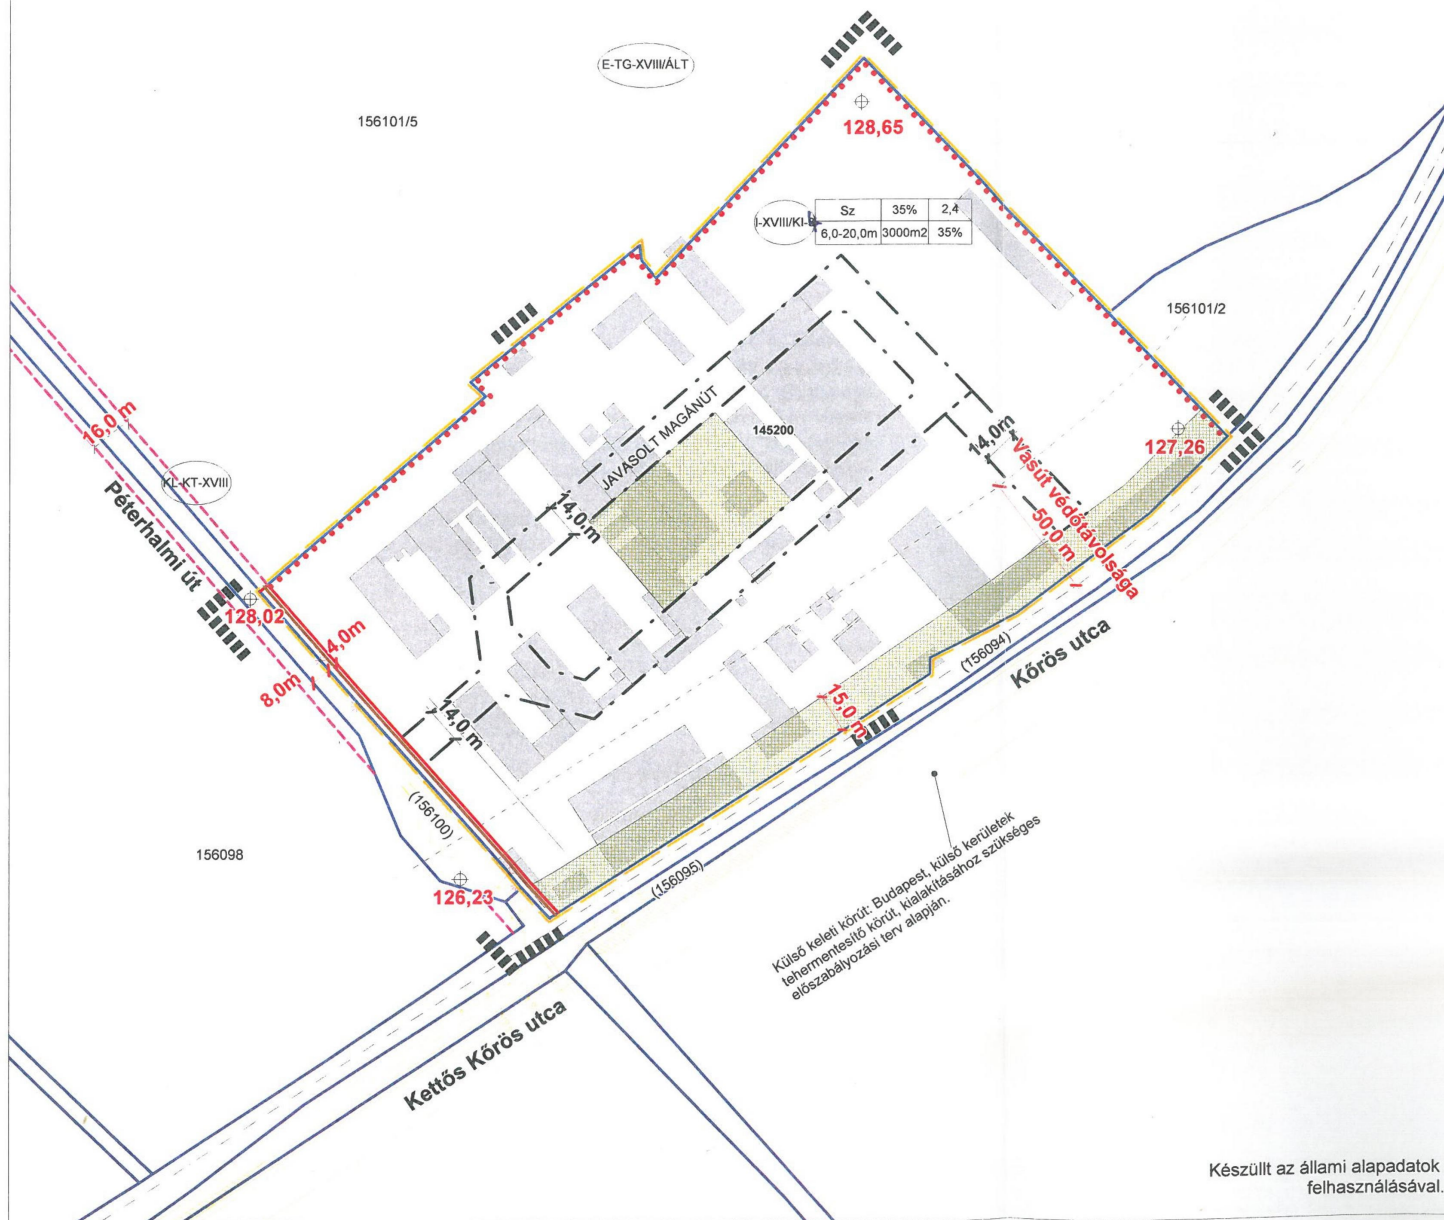 E-TG-XVIII/ÁLT
156101/5
128,65
I-XVIII/KI-
Sz 35% 2,4
6,0-20,0m 3000m2 35%
156101/2
16,0 m
KL-KT-XVIII
Péterhalmi út
JAVASOLT MAGÁNÚT
145200
14,0m
127,26
Vasút védőtávolsága
50,0 m
14,0 m
128,02
4,0m
8,0m
14,0 m
15,0 m
(156094)
Kőrös utca
(156100)
156098
126,23
(156095)
Külső keleti körút: Budapest, külső kerületek
tehermentesítő körút, kialakításához szükséges
előszabályozási terv alapján.
Kettős Kőrös utca
Készüllt az állami alapadatok
felhasználásával.